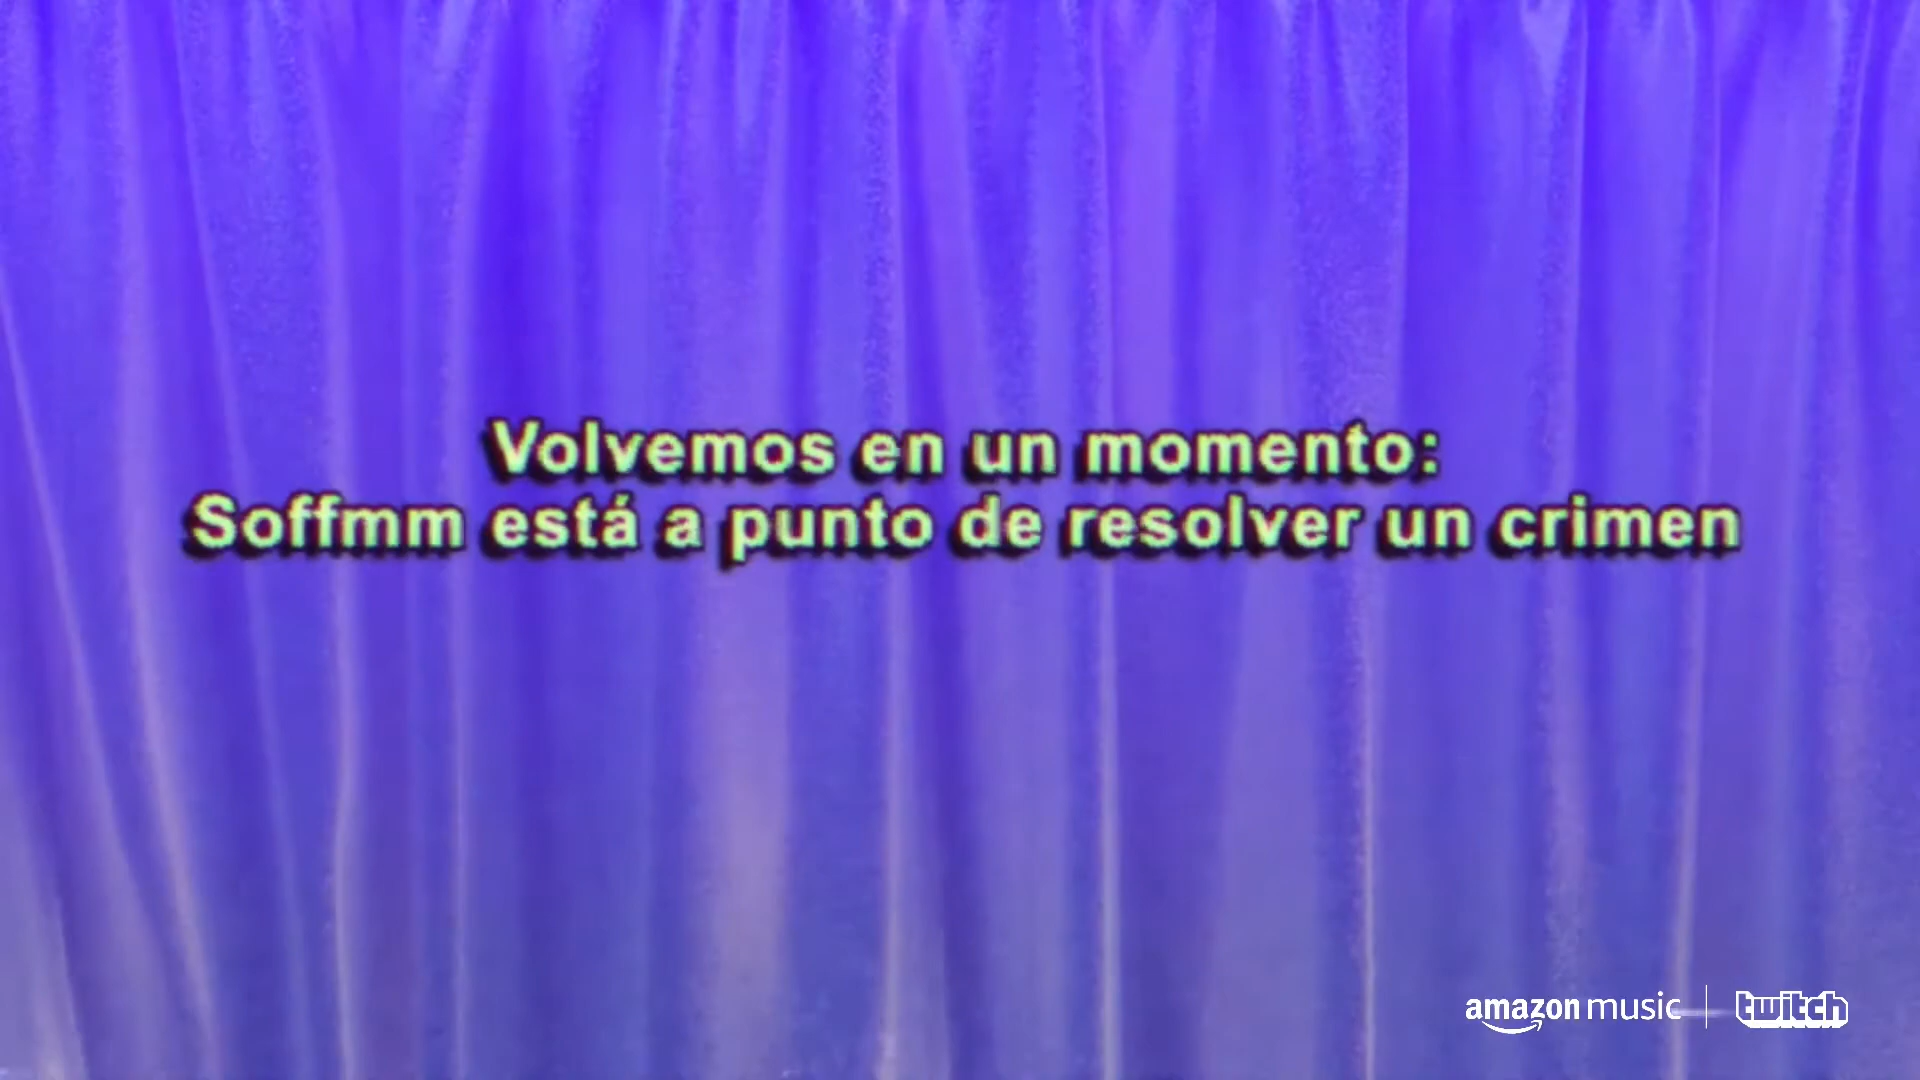 Volvemos en un momento:
Soffmm está a punto de resolver un crimen
amazon music | twitch